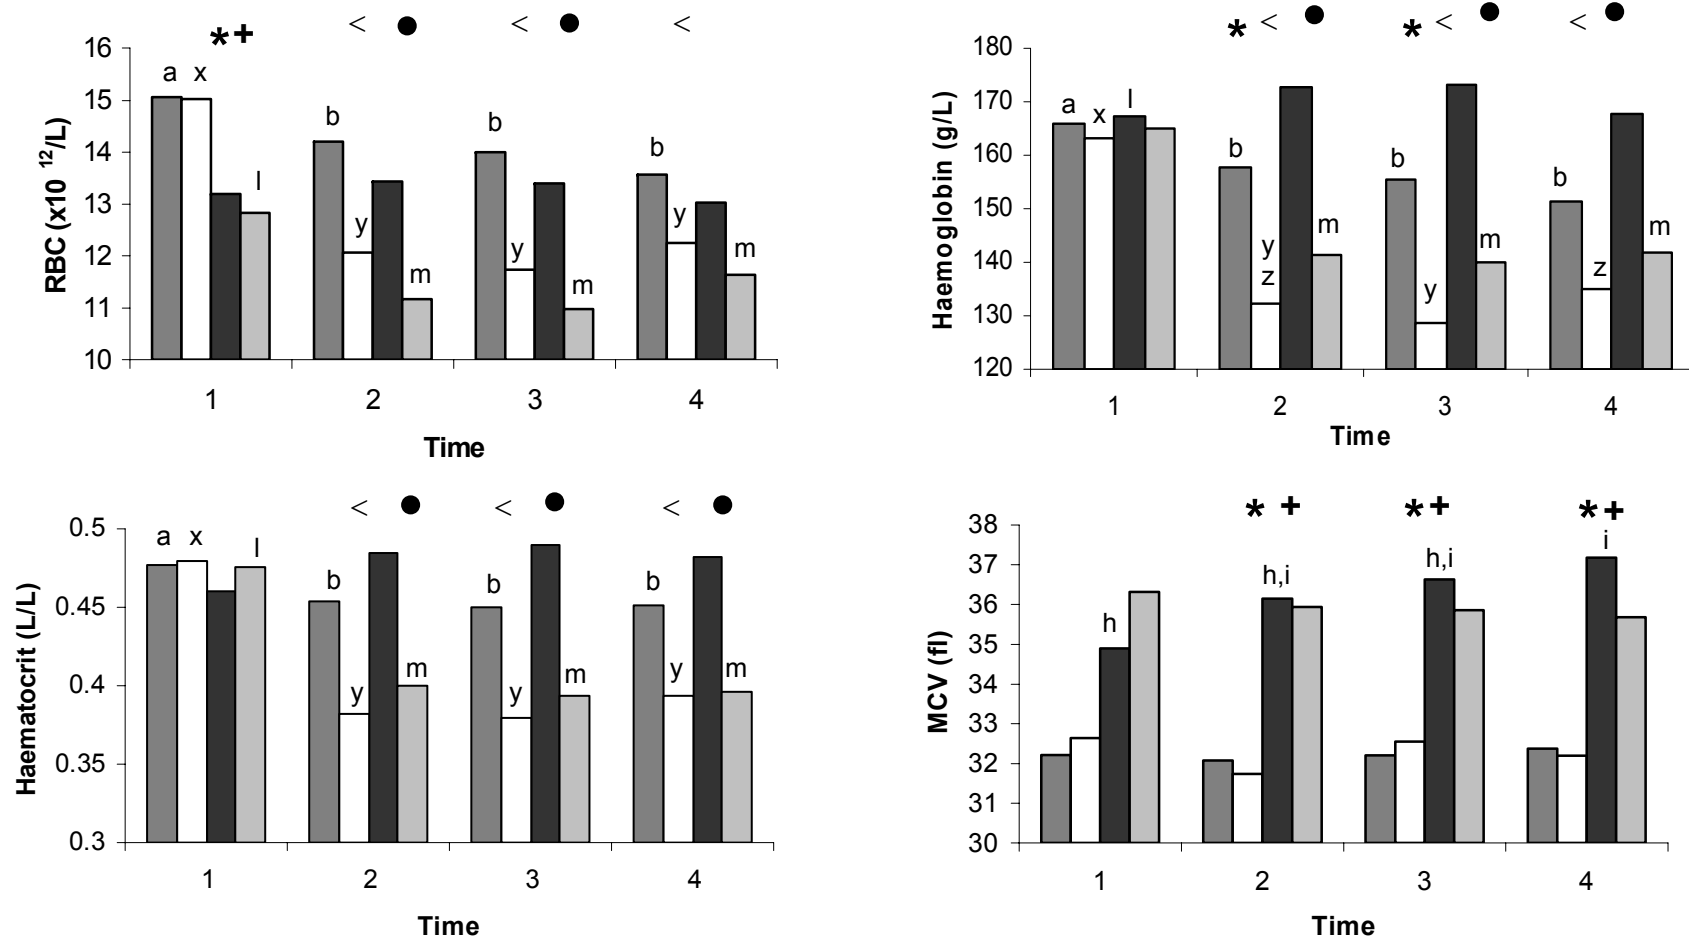 * + < ● < ● <
16
15
14
13
12
11
10
RBC (x10 ¹²/L)
a x l
b y m
b y m
b y m
1 2 3 4
Time
* < ● * < ● < ●
180
170
160
150
140
130
120
Haemoglobin (g/L)
a x l
b y z m
b y m
b z m
1 2 3 4
Time
< ● < ● < ●
0.5
0.45
0.4
0.35
0.3
Haematocrit (L/L)
a x l
b y m
b y m
b y m
1 2 3 4
Time
* + * + * +
38
37
36
35
34
33
32
31
30
MCV (fl)
h h,i h,i i
1 2 3 4
Time